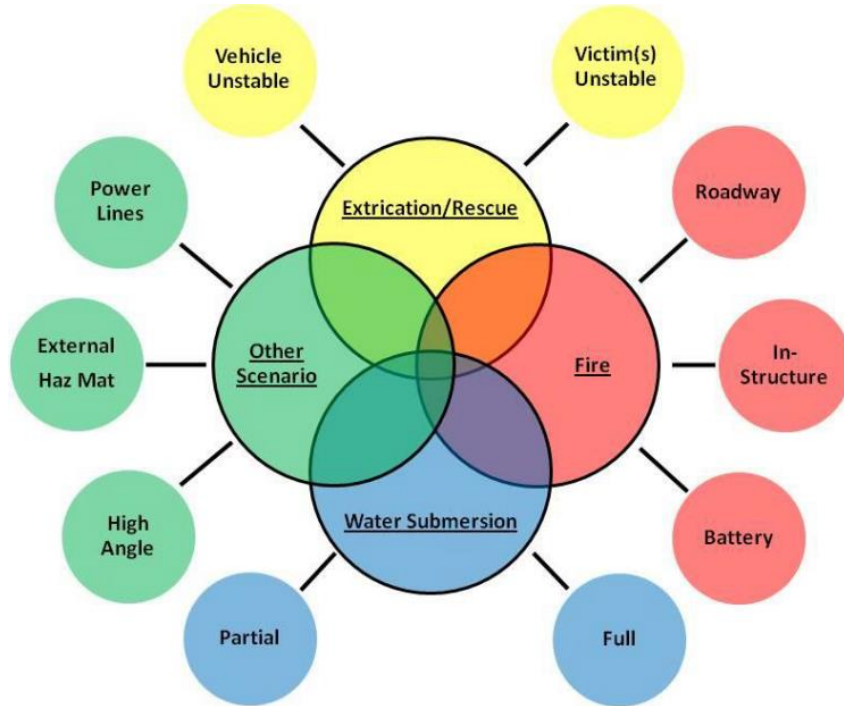 Vehicle
Unstable
Victim(s)
Unstable
Power
Lines
Extrication/Rescue
Roadway
External
Haz Mat
Other
Scenario
Fire
In-
Structure
High
Angle
Water Submersion
Battery
Partial
Full